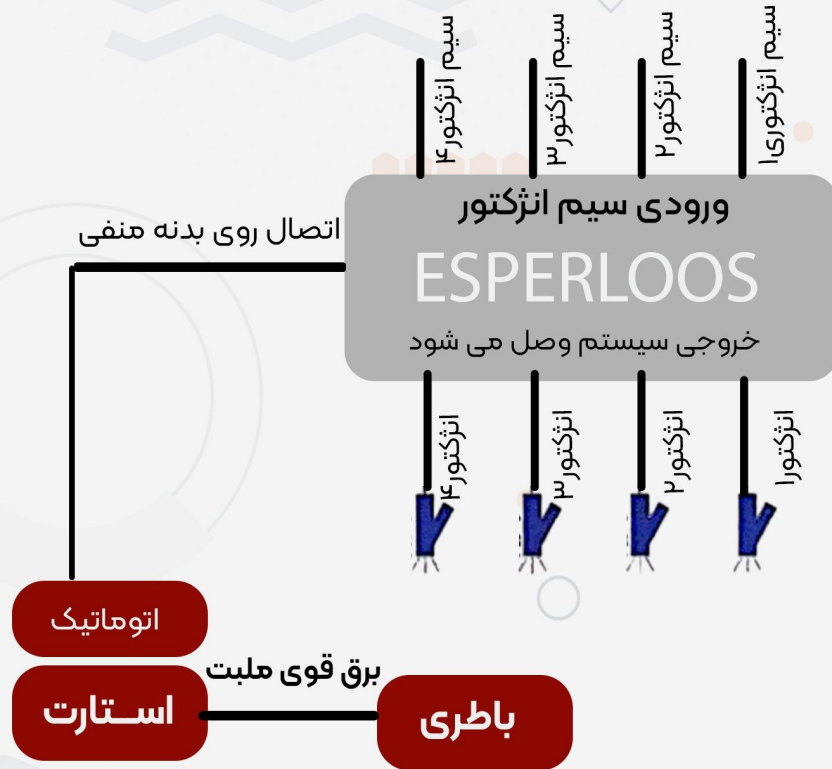 سیم انژکتوری۱
سیم انژکتور۲
سیم انژکتور۳
سیم انژکتور۴
ورودی سیم انژکتور
اتصال روی بدنه منفی
ESPERLOOS
خروجی سیستم وصل می شود
انژکتور۱
انژکتور۲
انژکتور۳
انژکتور۴
اتوماتیک
برق قوی ملبت
استارت
باطری